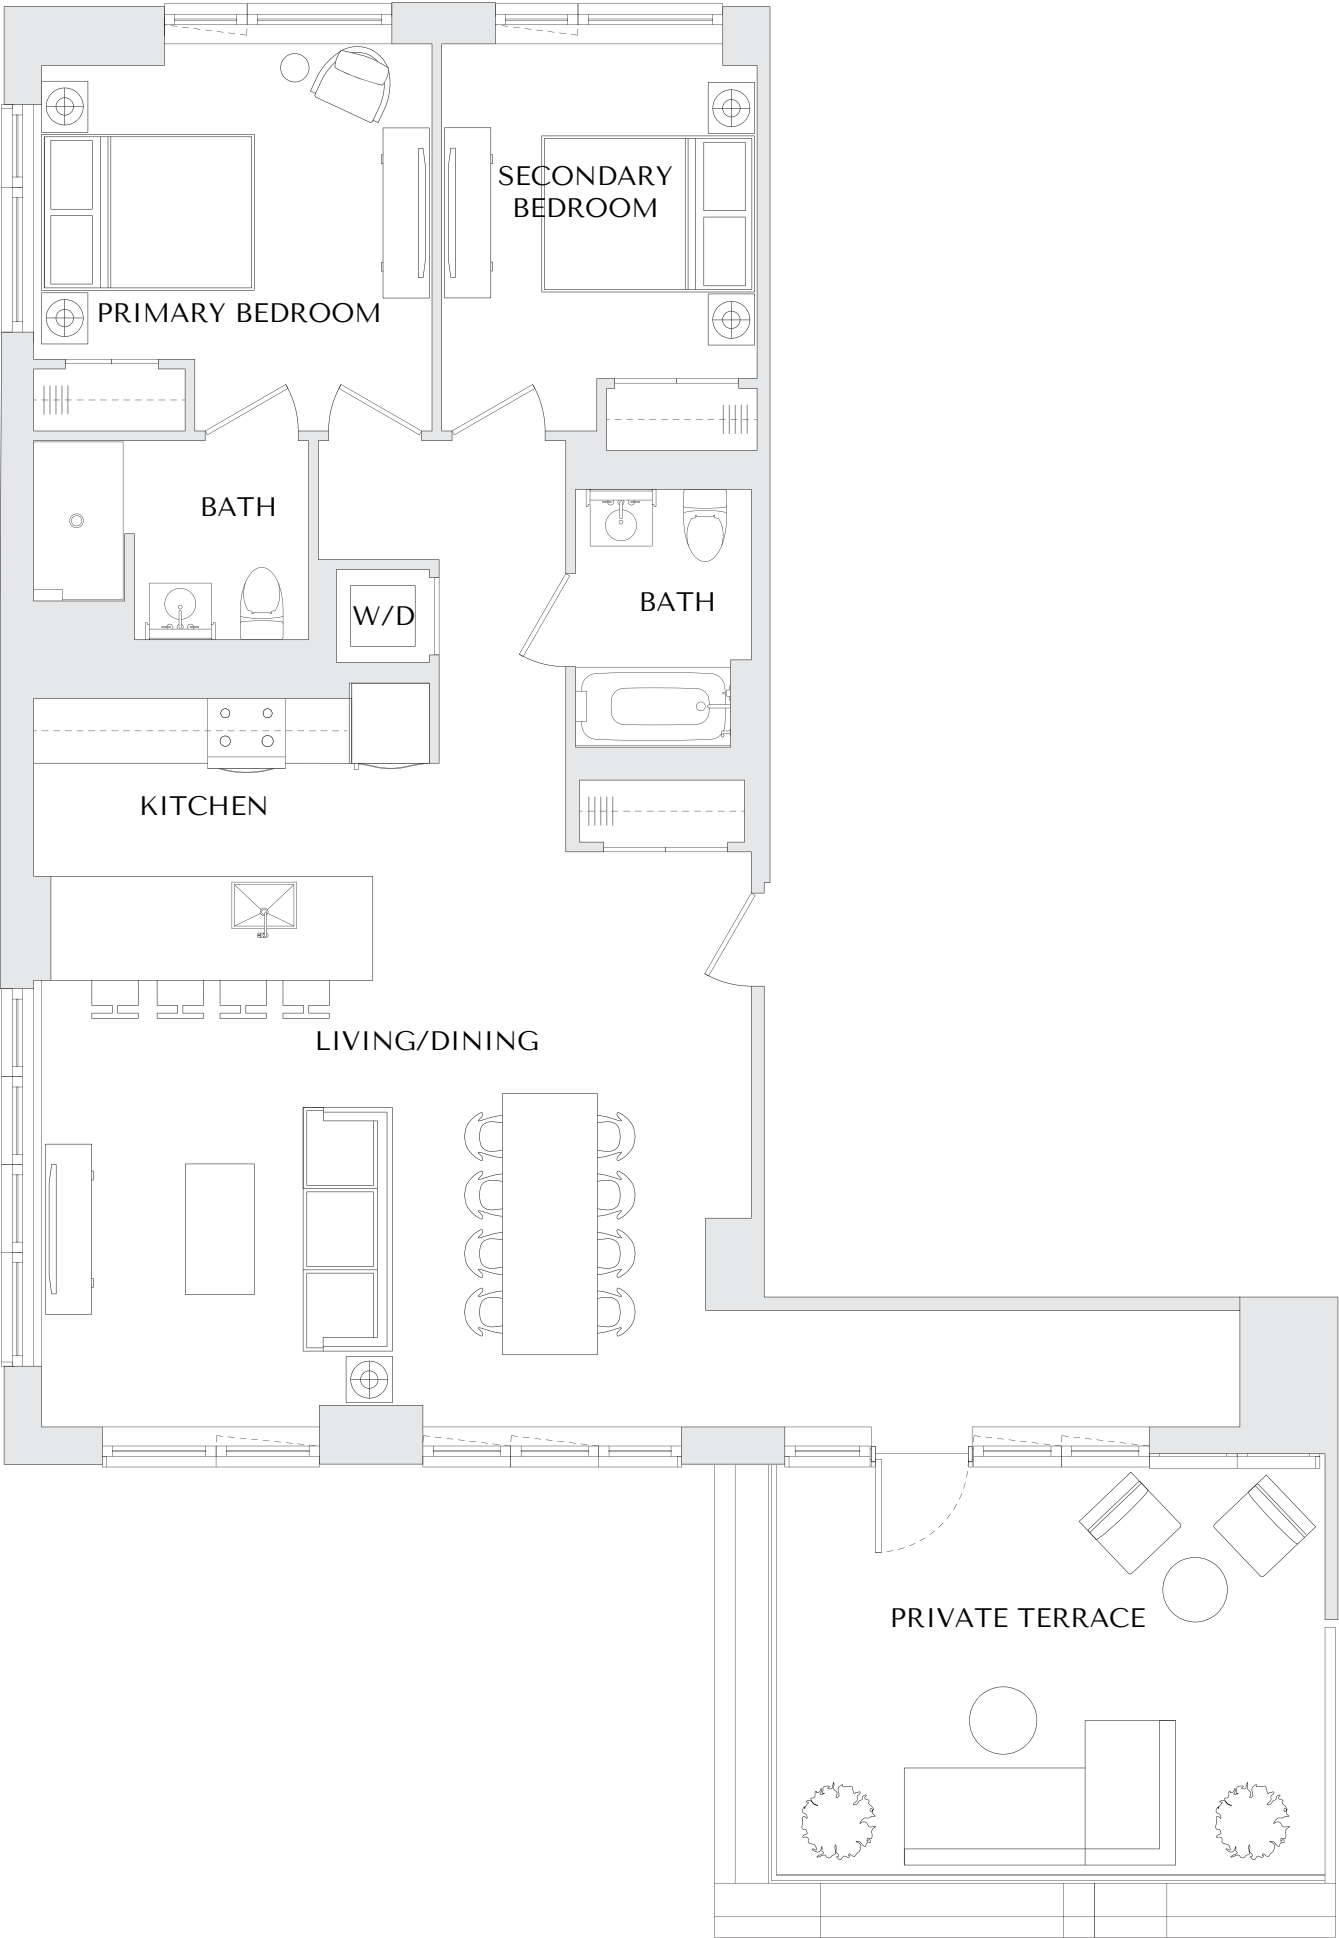 SECONDARY
BEDROOM
PRIMARY BEDROOM
BATH
BATH
W/D
KITCHEN
LIVING/DINING
PRIVATE TERRACE